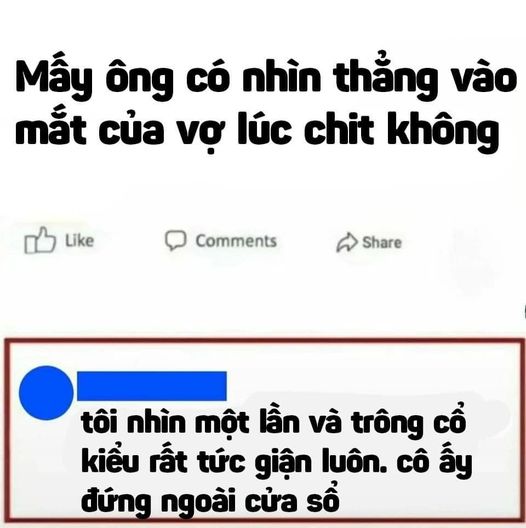 Mấy ông có nhìn thẳng vào
mắt của vợ lúc chit không
Like Comments Share
tôi nhìn một lần và trông cổ
kiểu rất tức giận luôn. cô ấy
đứng ngoài cửa sổ